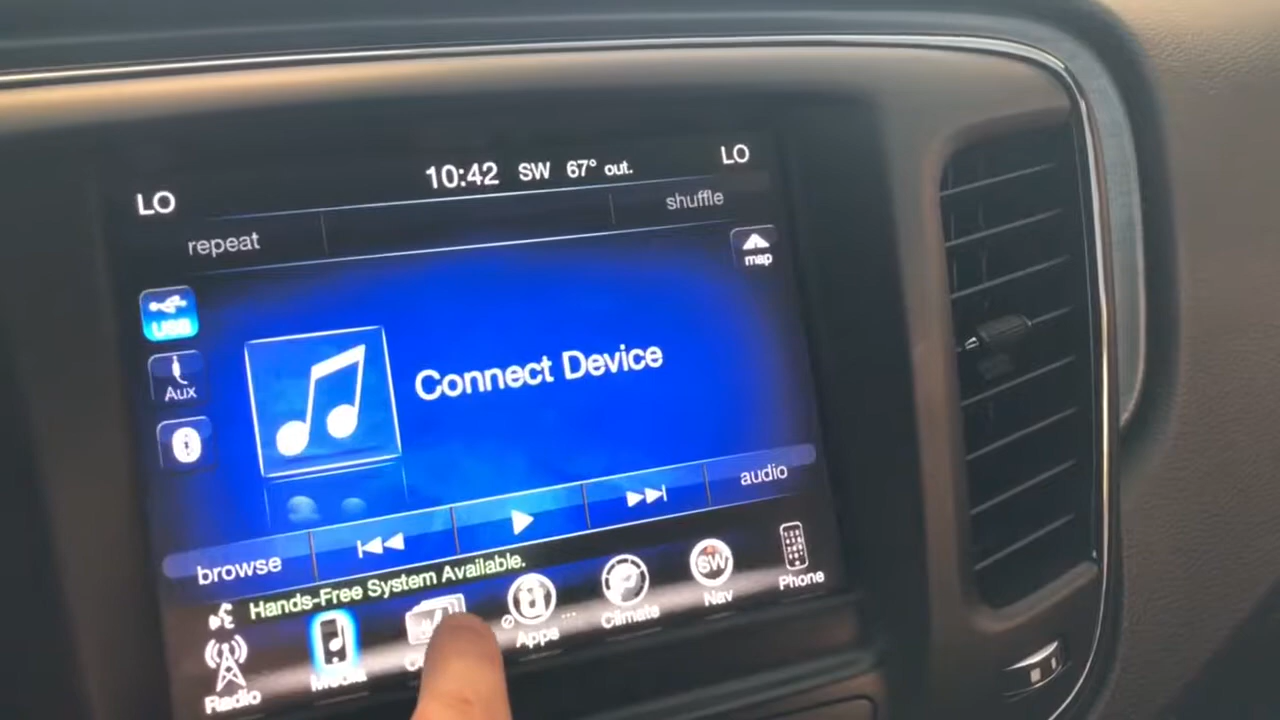 LO 10:42 SW 67° out. LO
repeat shuffle
map
USB
Aux
Connect Device
audio
browse
Hands-Free System Available.
Radio Media Apps ... Climate SW Nav Phone